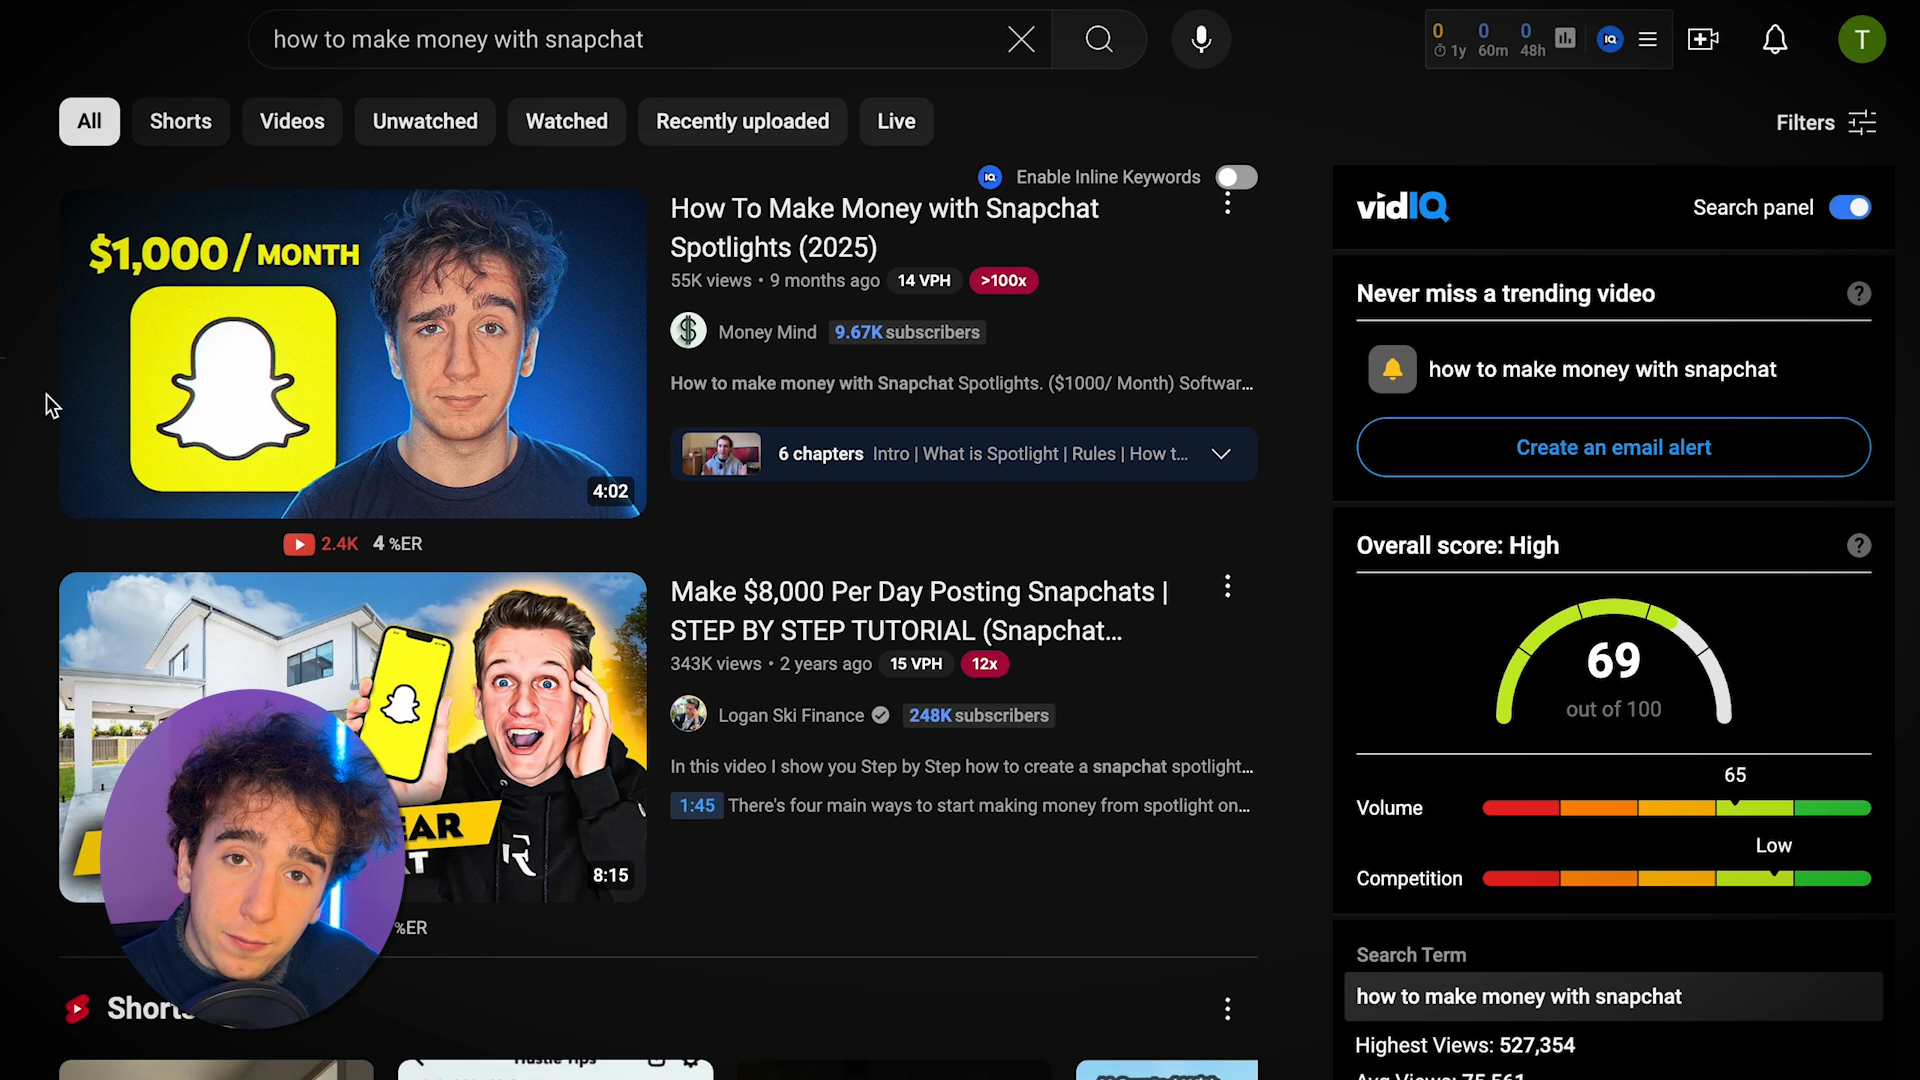 how to make money with snapchat
0 0 0
1y 60m 48h
IQ
T
All Shorts Videos Unwatched Watched Recently uploaded Live
Filters
IQ Enable Inline Keywords
$1,000/MONTH
4:02
2.4K 4 %ER
How To Make Money with Snapchat
Spotlights (2025)
55K views • 9 months ago 14 VPH >100x
$ Money Mind 9.67K subscribers
How to make money with Snapchat Spotlights. ($1000/ Month) Softwar...
6 chapters Intro | What is Spotlight | Rules | How t...
EAR
T
R
8:15
%ER
Make $8,000 Per Day Posting Snapchats |
STEP BY STEP TUTORIAL (Snapchat...
343K views • 2 years ago 15 VPH 12x
Logan Ski Finance 248K subscribers
In this video I show you Step by Step how to create a snapchat spotlight...
1:45 There's four main ways to start making money from spotlight on...
Shorts
vidIQ
Search panel
Never miss a trending video ?
how to make money with snapchat
Create an email alert
Overall score: High ?
69
out of 100
65
Volume
Low
Competition
Search Term
how to make money with snapchat
Highest Views: 527,354
Avg Views: 75,561